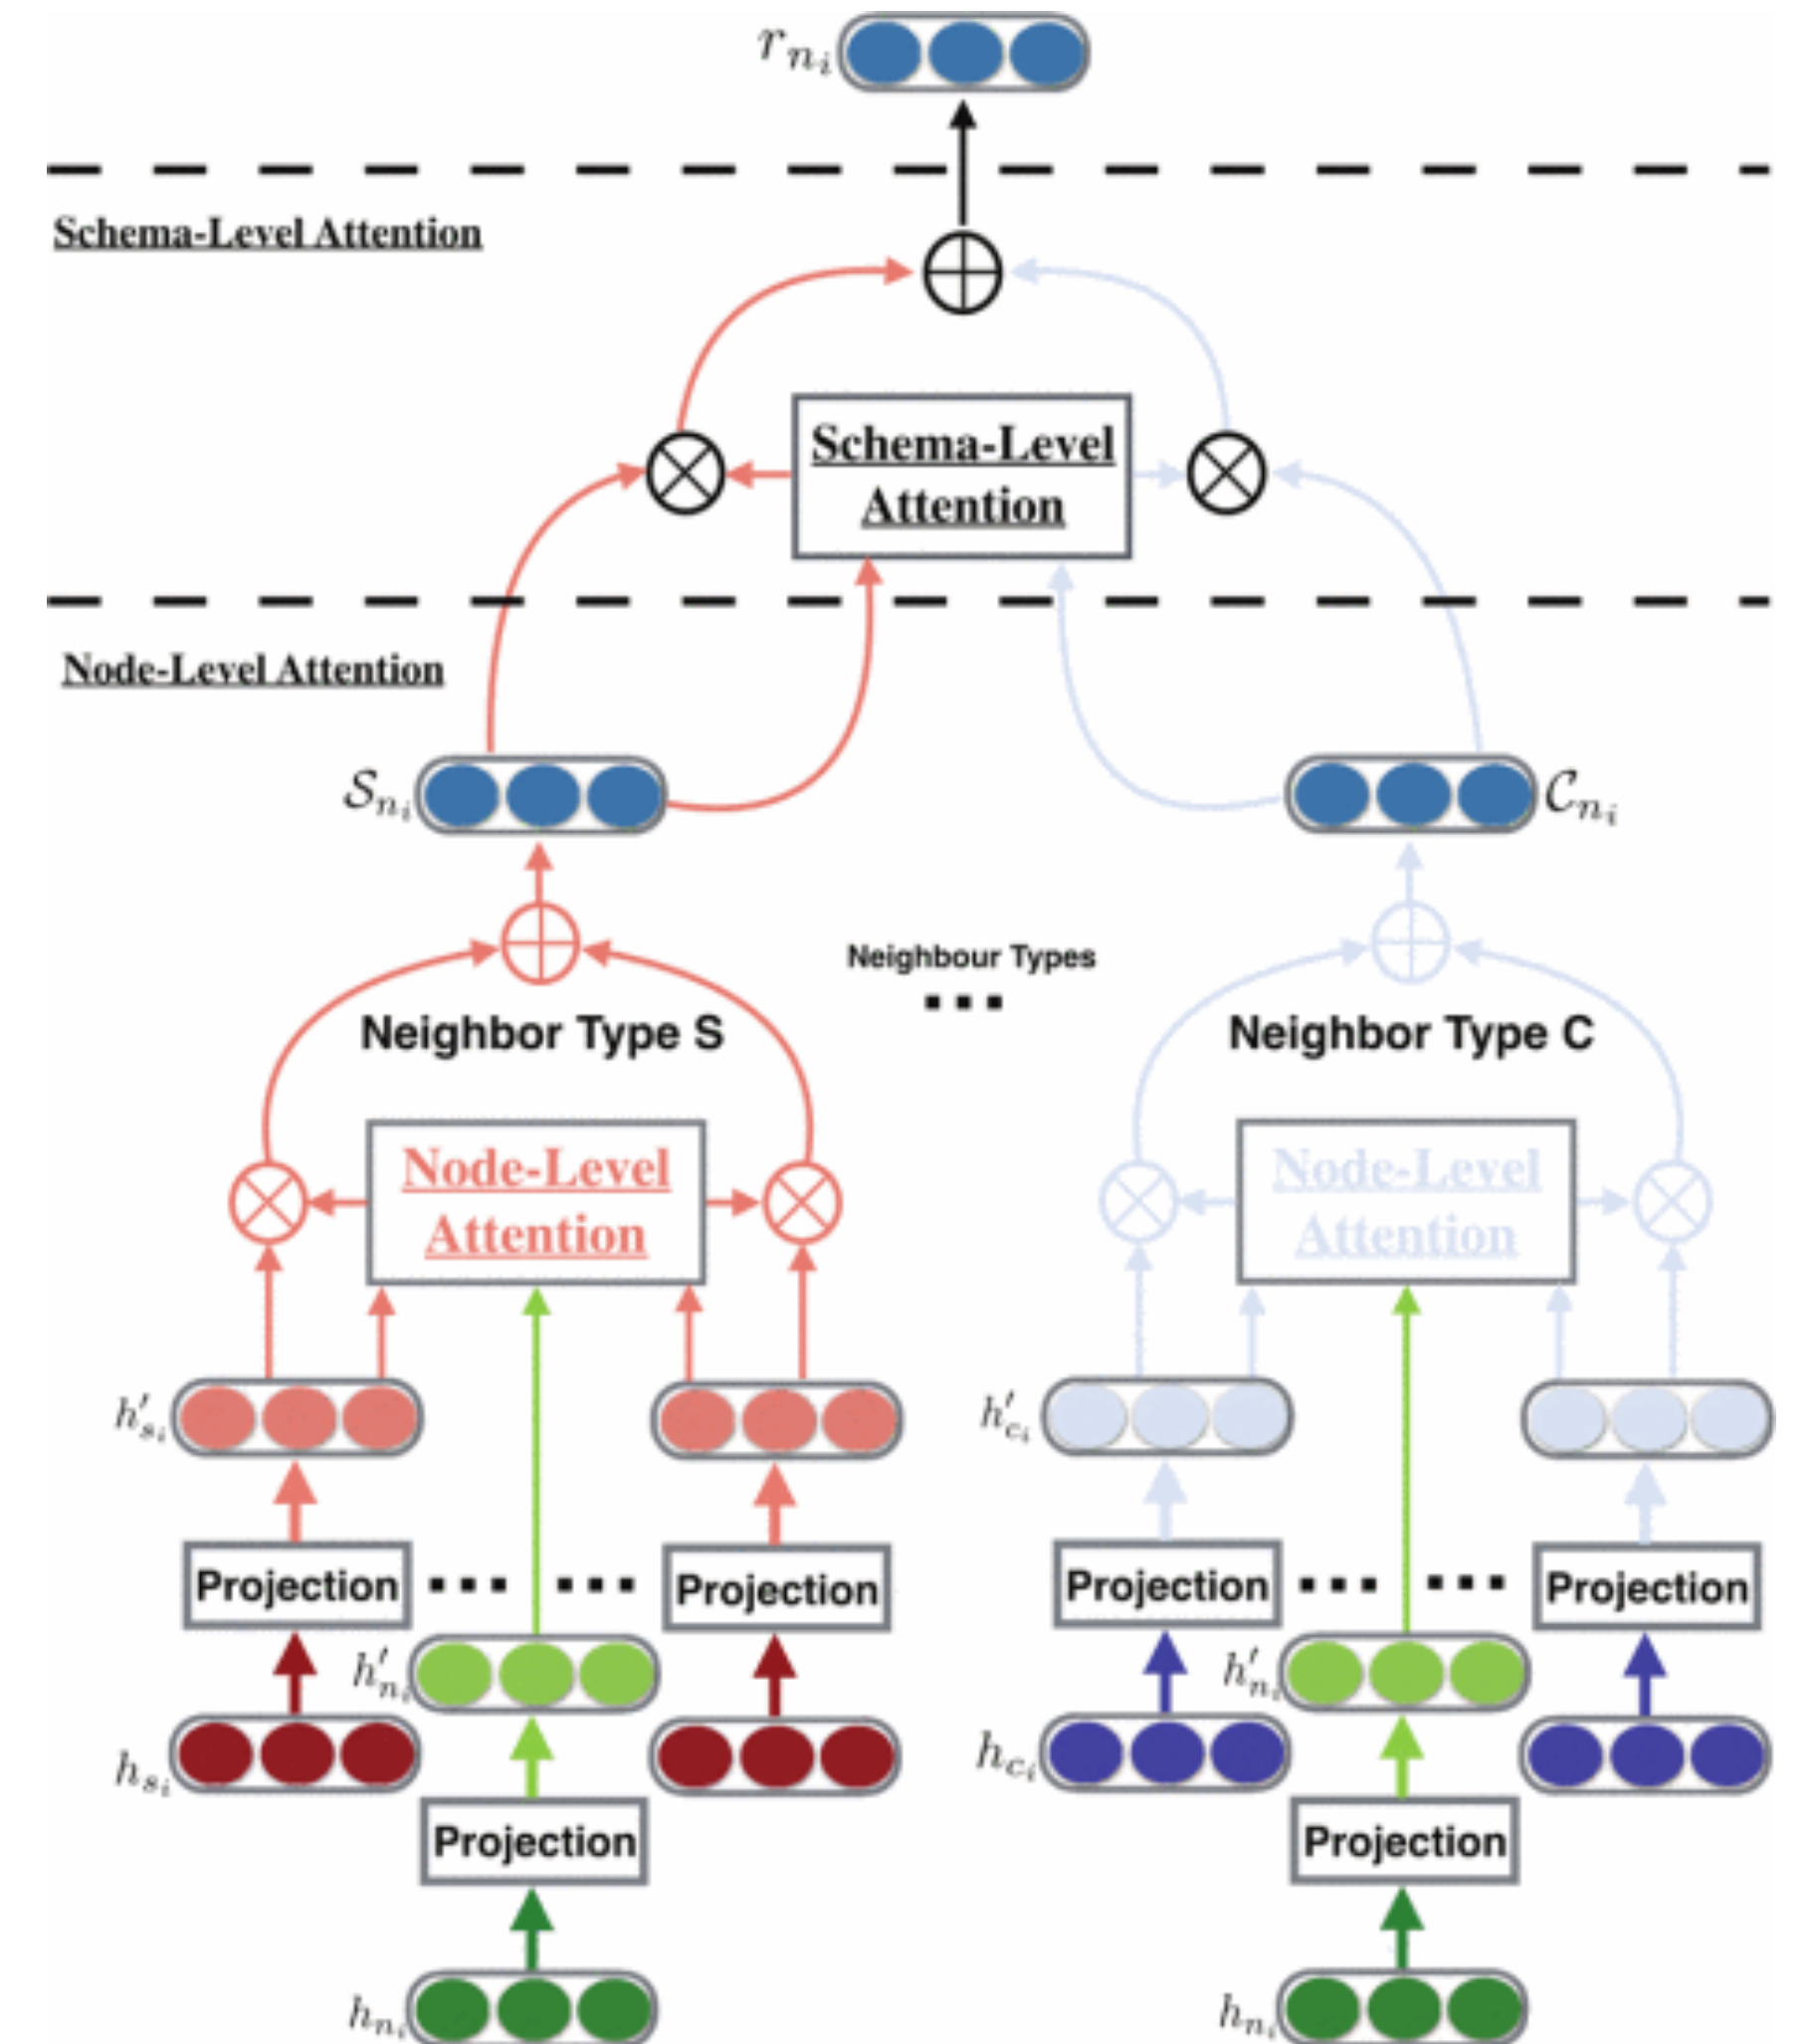 r_{n_i}
Schema-Level Attention
Schema-Level
Attention
Node-Level Attention
𝒮_{n_i}
𝒞_{n_i}
Neighbour Types
...
Neighbor Type S
Neighbor Type C
Node-Level
Attention
Node-Level
Attention
h'_{s_i}
h'_{c_i}
Projection ... ... Projection
Projection ... ... Projection
h'_{n_i}
h'_{n_i}
h_{s_i}
h_{c_i}
Projection
Projection
h_{n_i}
h_{n_i}